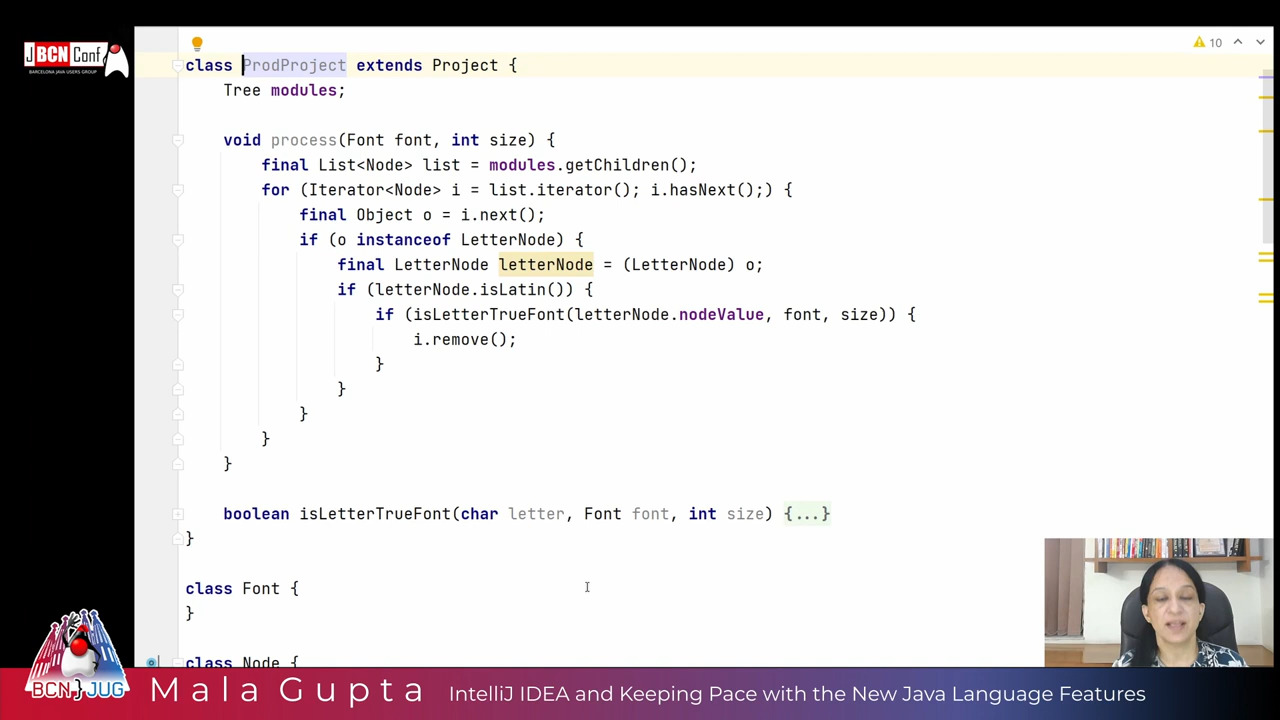 JBCNConf
BARCELONA JAVA USERS GROUP
10
class ProdProject extends Project {
Tree modules;
void process(Font font, int size) {
final List<Node> list = modules.getChildren();
for (Iterator<Node> i = list.iterator(); i.hasNext();) {
final Object o = i.next();
if (o instanceof LetterNode) {
final LetterNode letterNode = (LetterNode) o;
if (letterNode.isLatin()) {
if (isLetterTrueFont(letterNode.nodeValue, font, size)) {
i.remove();
}
}
}
}
}
boolean isLetterTrueFont(char letter, Font font, int size) {...}
}
class Font {
}
class Node {
BCN}JUG
Mala Gupta
IntelliJ IDEA and Keeping Pace with the New Java Language Features